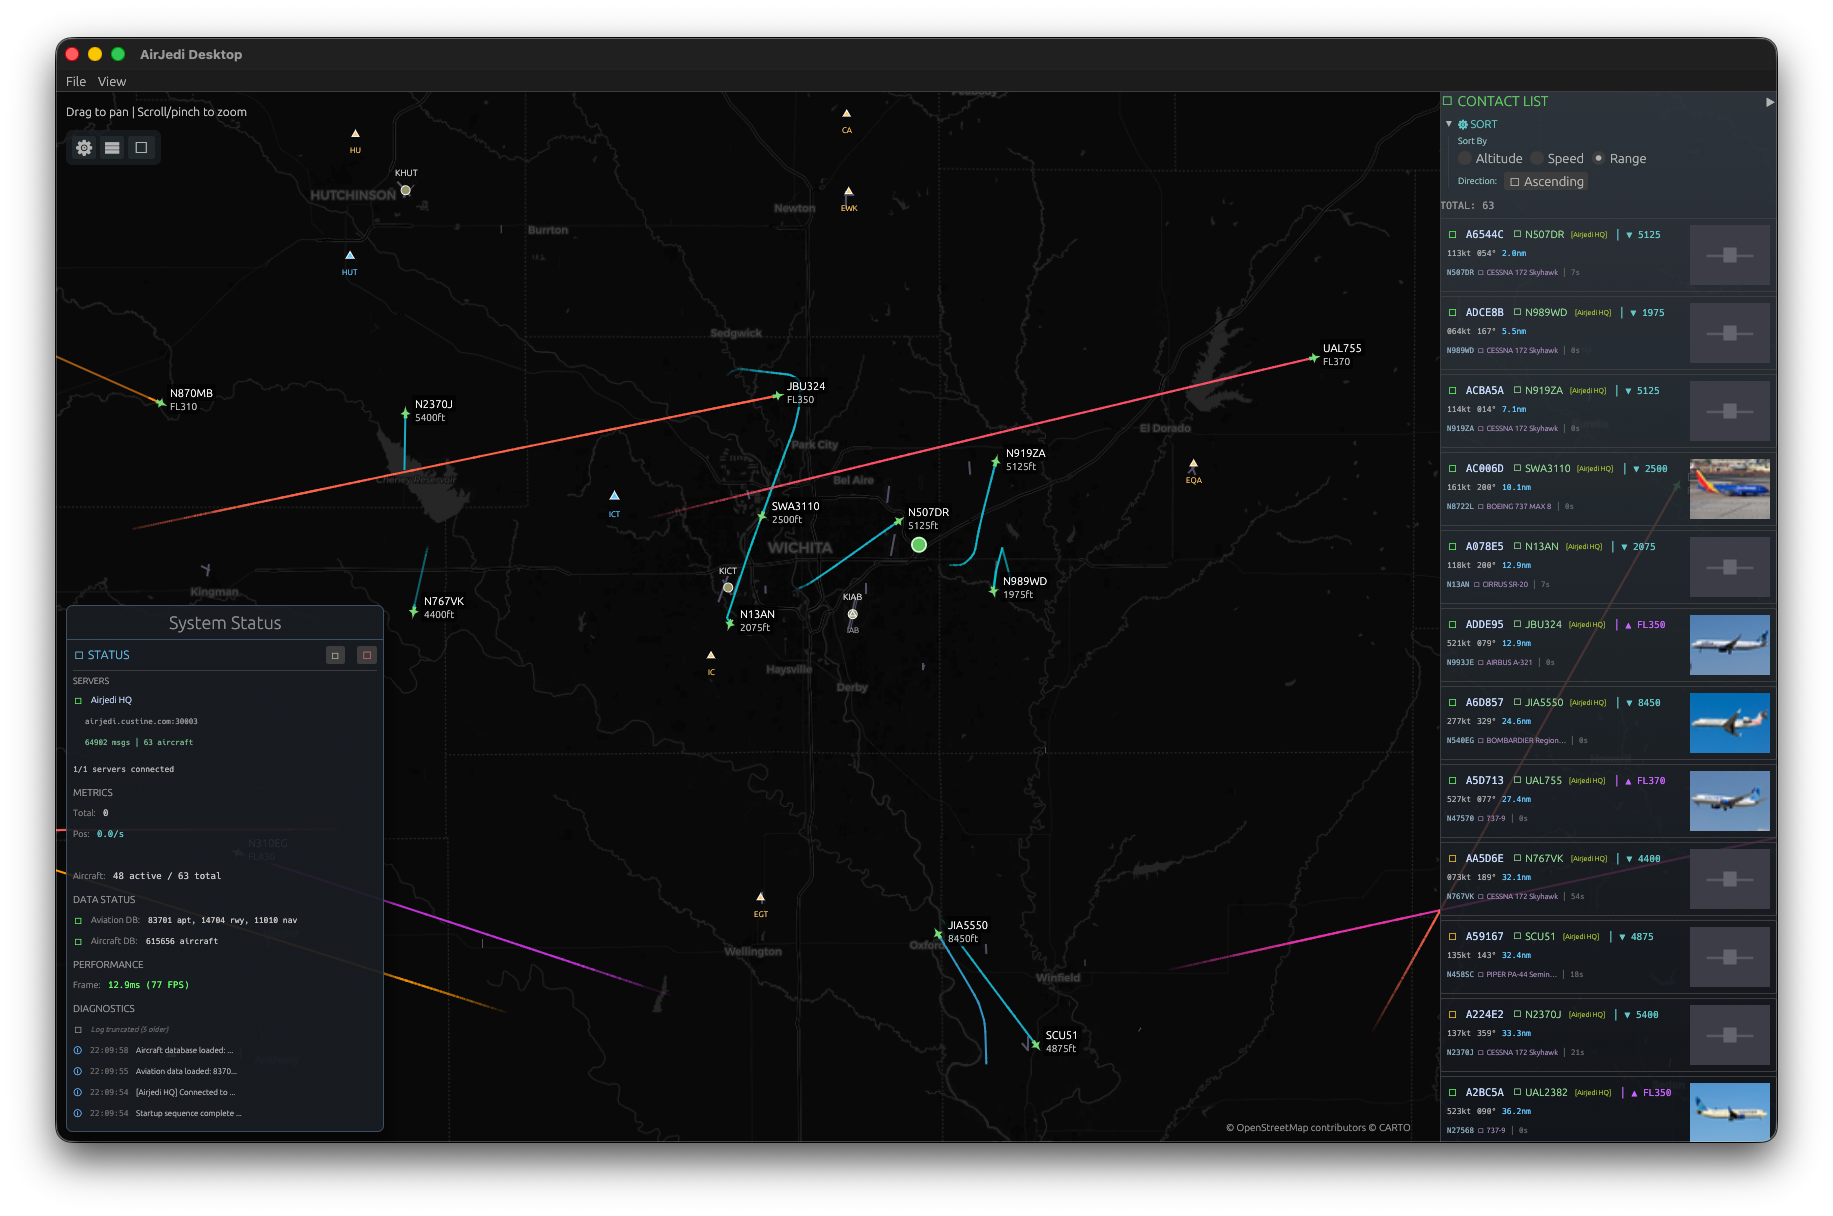 AirJedi Desktop
File View
Drag to pan | Scroll/pinch to zoom
HU
KHUT
HUTCHINSON
HUT
Burrton
Newton
CA
EWK
Sedgwick
UAL755
FL370
JBU324
FL350
N870MB
FL310
N2370J
5400ft
Cheney Reservoir
Park City
El Dorado
Bel Aire
N919ZA
5125ft
EQA
ICT
SWA3110
2500ft
N507DR
5125ft
WICHITA
KICT
Kingman
N767VK
4400ft
N989WD
1975ft
KIAB
IAB
N13AN
2075ft
IC
Haysville
Derby
EGT
Wellington
JIA5550
8450ft
Oxford
Winfield
SCU51
4875ft
© OpenStreetMap contributors © CARTO
System Status
STATUS
SERVERS
Airjedi HQ
airjedi.custine.com:30003
64902 msgs | 63 aircraft
1/1 servers connected
METRICS
Total: 0
Pos: 0.0/s
N310EG
Aircraft: 48 active / 63 total
DATA STATUS
Aviation DB: 83701 apt, 14704 rwy, 11010 nav
Aircraft DB: 615656 aircraft
PERFORMANCE
Frame: 12.9ms (77 FPS)
DIAGNOSTICS
Log truncated (5 older)
22:09:58 Aircraft database loaded: ...
22:09:55 Aviation data loaded: 8370...
22:09:54 [Airjedi HQ] Connected to ...
22:09:54 Startup sequence complete ...
CONTACT LIST
SORT
Sort By
Altitude Speed Range
Direction: Ascending
TOTAL: 63
A6544C N507DR [Airjedi HQ] | ▼ 5125
113kt 054° 2.0nm
N507DR CESSNA 172 Skyhawk | 7s
ADCE8B N989WD [Airjedi HQ] | ▼ 1975
064kt 167° 5.5nm
N989WD CESSNA 172 Skyhawk | 0s
ACBA5A N919ZA [Airjedi HQ] | ▼ 5125
114kt 014° 7.1nm
N919ZA CESSNA 172 Skyhawk | 0s
AC006D SWA3110 [Airjedi HQ] | ▼ 2500
161kt 200° 10.1nm
N8722L BOEING 737 MAX 8 | 0s
A078E5 N13AN [Airjedi HQ] | ▼ 2075
118kt 200° 12.9nm
N13AN CIRRUS SR-20 | 7s
ADDE95 JBU324 [Airjedi HQ] | ▲ FL350
521kt 079° 12.9nm
N993JE AIRBUS A-321 | 0s
A6D857 JIA5550 [Airjedi HQ] | ▼ 8450
277kt 329° 24.6nm
N540EG BOMBARDIER Region... | 0s
A5D713 UAL755 [Airjedi HQ] | ▲ FL370
527kt 077° 27.4nm
N47570 737-9 | 0s
AA5D6E N767VK [Airjedi HQ] | ▼ 4400
073kt 189° 32.1nm
N767VK CESSNA 172 Skyhawk | 54s
A59167 SCU51 [Airjedi HQ] | ▼ 4875
135kt 143° 32.4nm
N458SC PIPER PA-44 Semin... | 18s
A224E2 N2370J [Airjedi HQ] | ▼ 5400
137kt 359° 33.3nm
N2370J CESSNA 172 Skyhawk | 21s
A2BC5A UAL2382 [Airjedi HQ] | ▲ FL350
523kt 090° 36.2nm
N27568 737-9 | 0s